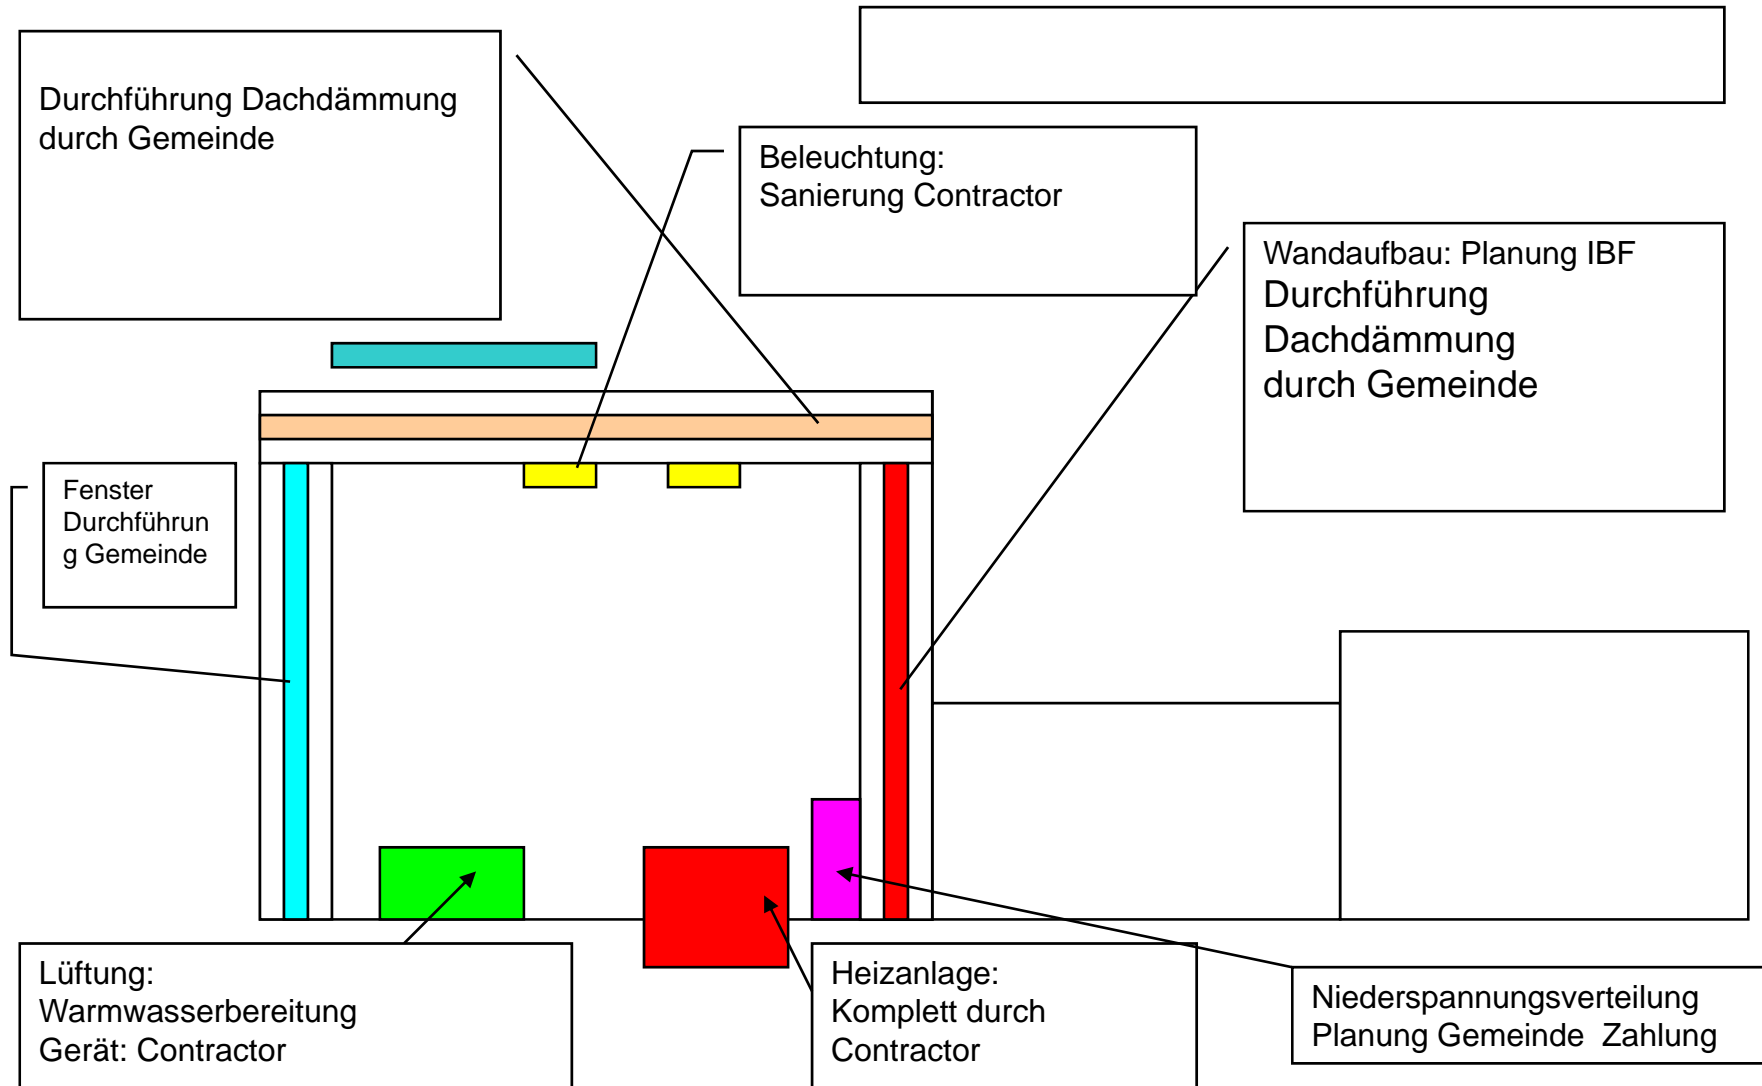 Durchführung Dachdämmung
durch Gemeinde
Beleuchtung:
Sanierung Contractor
Wandaufbau: Planung IBF
Durchführung
Dachdämmung
durch Gemeinde
Fenster
Durchführun
g Gemeinde
Lüftung:
Warmwasserbereitung
Gerät: Contractor
Heizanlage:
Komplett durch
Contractor
Niederspannungsverteilung
Planung Gemeinde  Zahlung